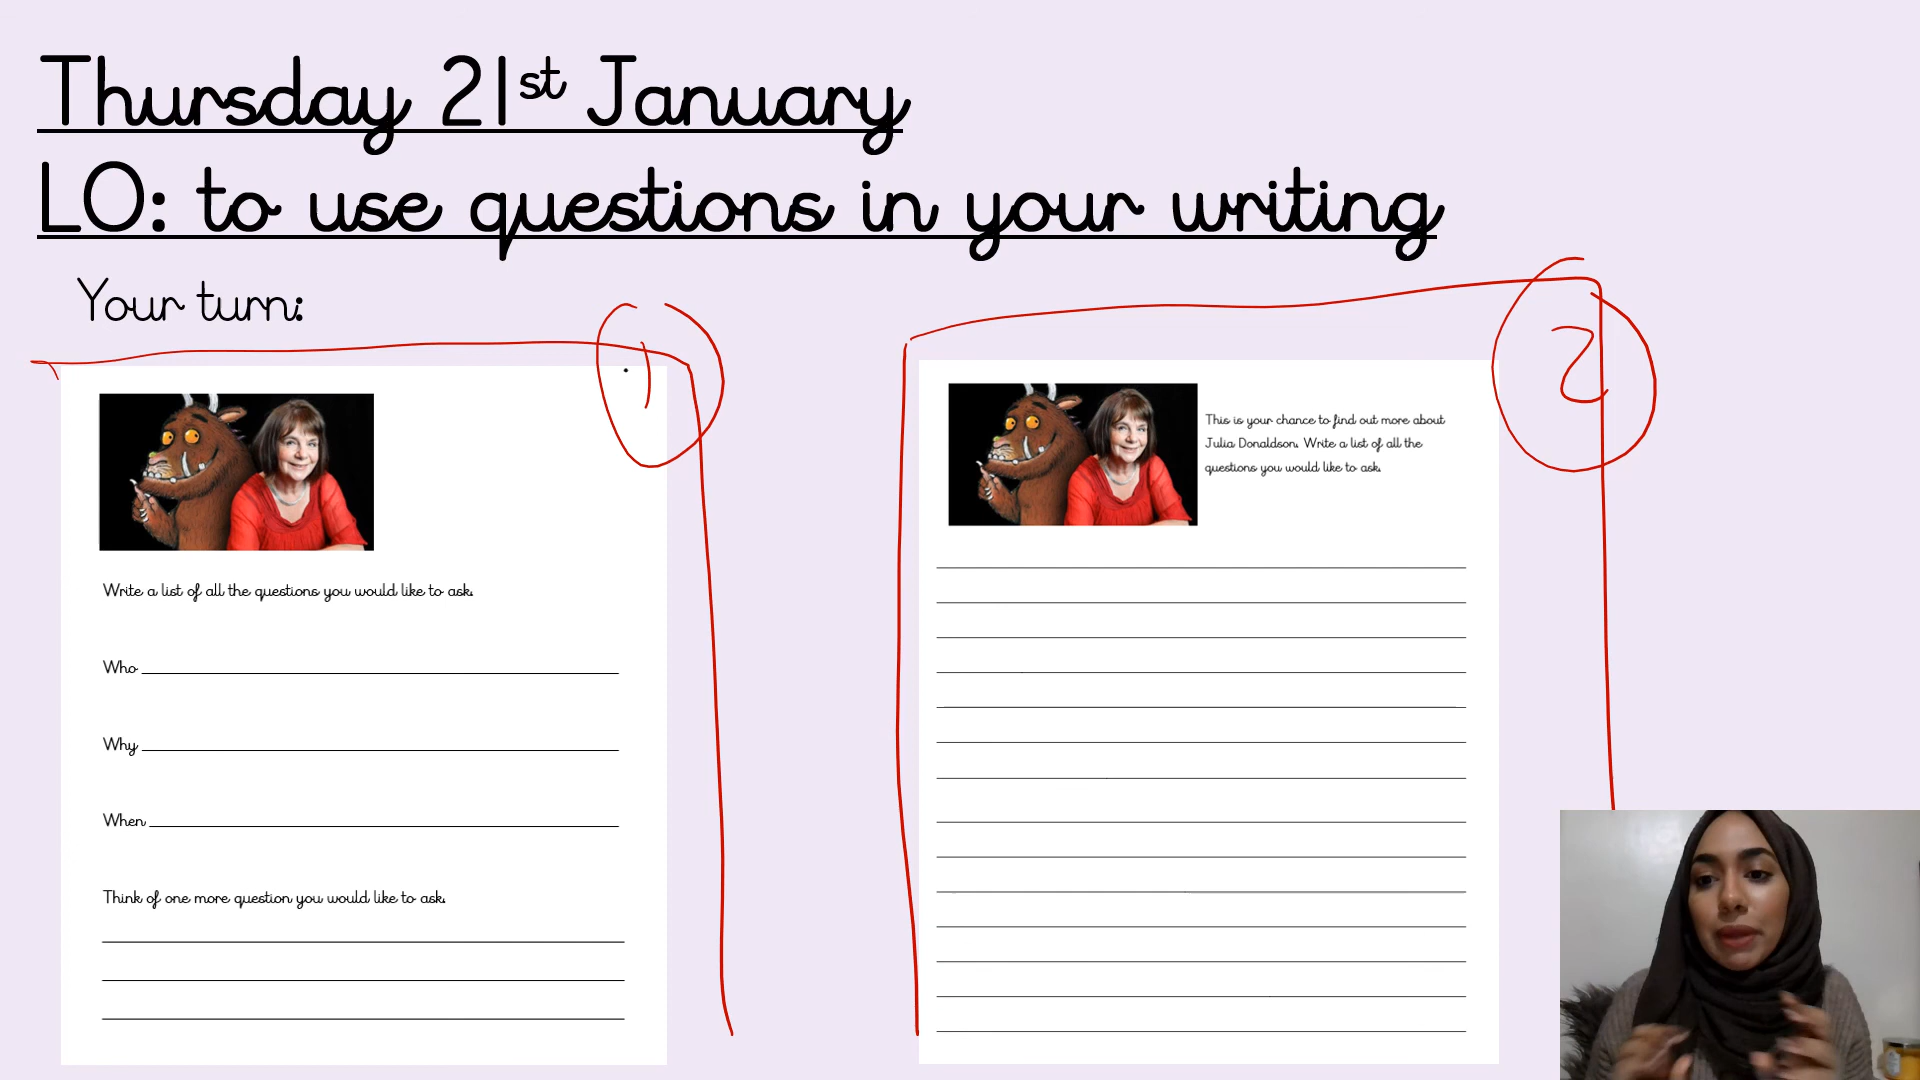 Thursday 21st January
LO: to use questions in your writing
Your turn:
1
Write a list of all the questions you would like to ask.
Who
Why
When
Think of one more question you would like to ask.
2
This is your chance to find out more about
Julia Donaldson. Write a list of all the
questions you would like to ask.